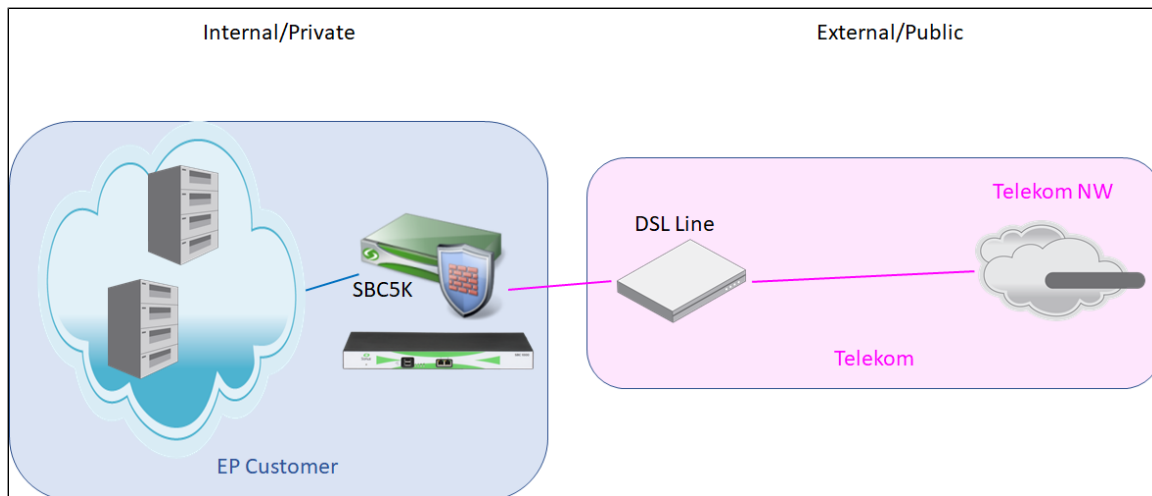 Internal/Private
External/Public
Telekom NW
DSL Line
SBC5K
Telekom
EP Customer